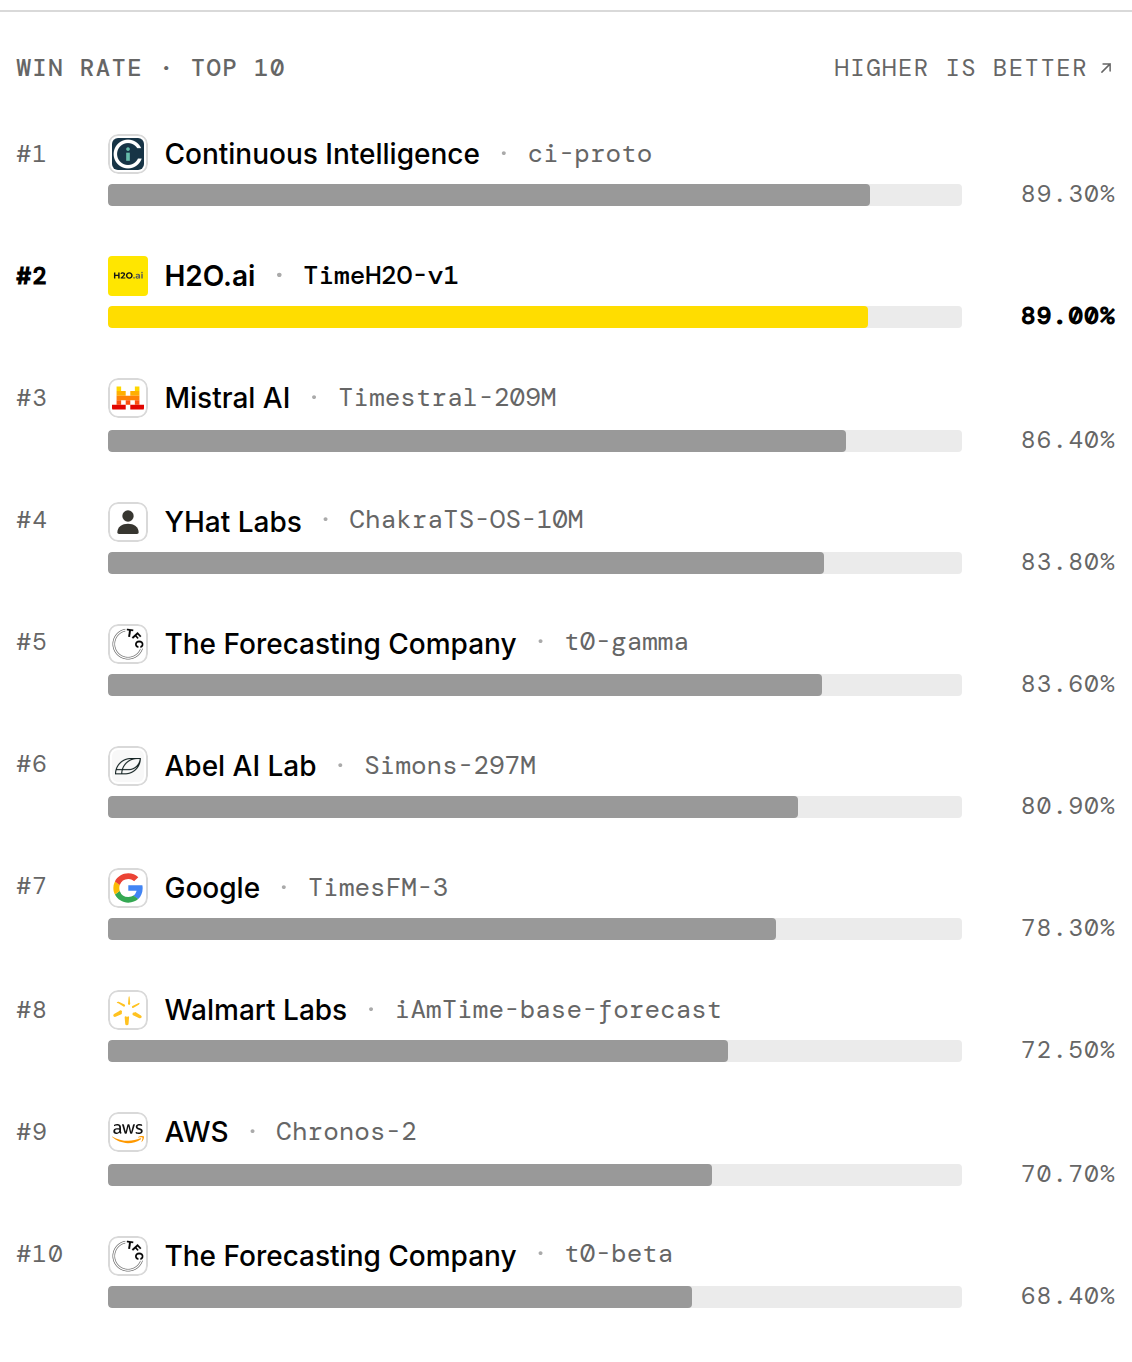 WIN RATE · TOP 10
HIGHER IS BETTER ↗
#1 Continuous Intelligence · ci-proto
89.30%
#2 H2O.ai H2O.ai · TimeH2O-v1
89.00%
#3 Mistral AI · Timestral-209M
86.40%
#4 YHat Labs · ChakraTS-OS-10M
83.80%
#5 TFC The Forecasting Company · t0-gamma
83.60%
#6 Abel AI Lab · Simons-297M
80.90%
#7 G Google · TimesFM-3
78.30%
#8 Walmart Labs · iAmTime-base-forecast
72.50%
#9 aws AWS · Chronos-2
70.70%
#10 TFC The Forecasting Company · t0-beta
68.40%